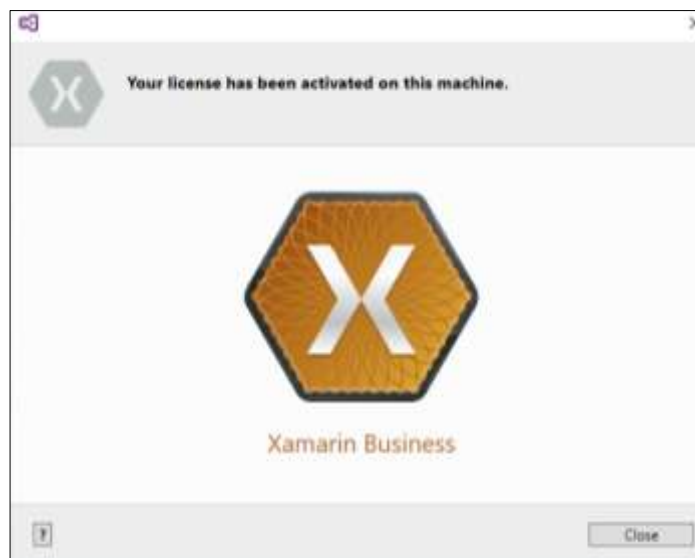 Your license has been activated on this machine.
Xamarin Business
?
Close